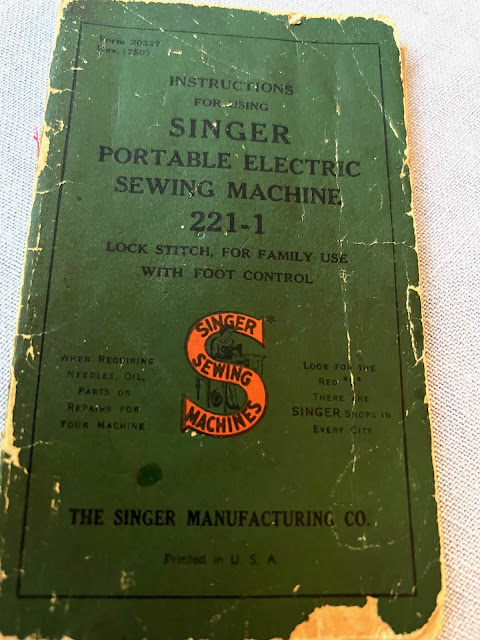 Form 20327
Rev. (750)
INSTRUCTIONS
FOR USING
SINGER
PORTABLE ELECTRIC
SEWING MACHINE
221-1
LOCK STITCH, FOR FAMILY USE
WITH FOOT CONTROL
SINGER
SEWING
MACHINES
*
WHEN REQUIRING
NEEDLES, OIL,
PARTS OR
REPAIRS FOR
YOUR MACHINE
LOOK FOR THE
RED "S"
THERE ARE
SINGER SHOPS IN
EVERY CITY
THE SINGER MANUFACTURING CO.
Printed in U. S. A.